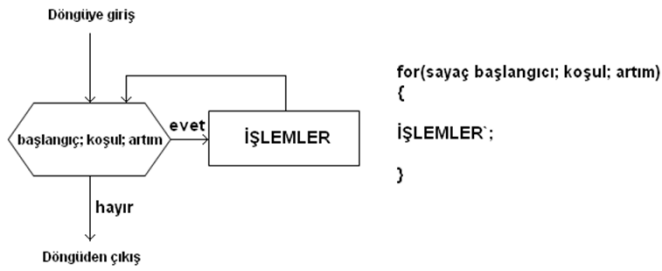 Döngüye giriş
başlangıç; koşul; artım
evet
İŞLEMLER
hayır
Döngüden çıkış
for(sayaç başlangıcı; koşul; artım)
{
İŞLEMLER`;
}